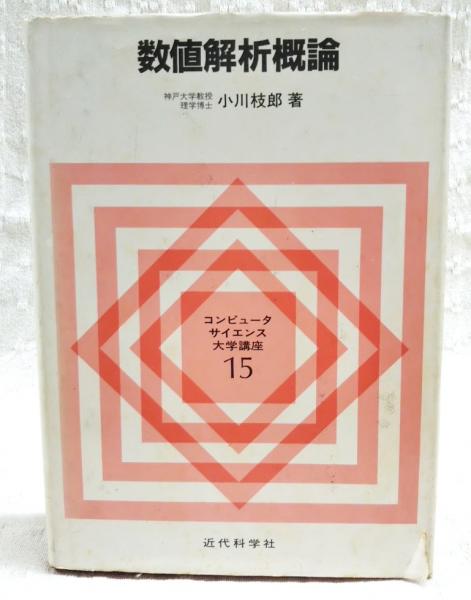 数値解析概論
神戸大学教授
理学博士 小川枝郎 著
コンピュータ
サイエンス
大学講座
15
近代科学社